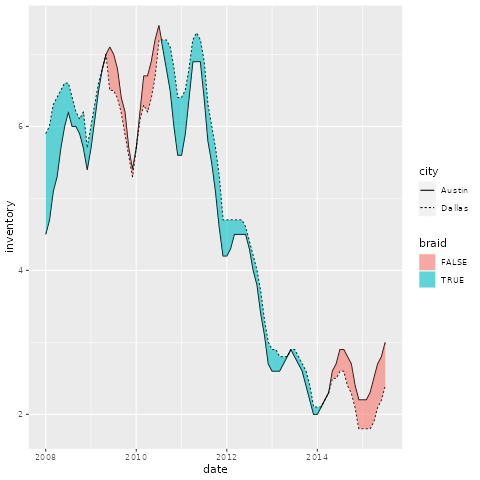 inventory
6
4
2
2008 2010 2012 2014
date
city
Austin
Dallas
braid
FALSE
TRUE